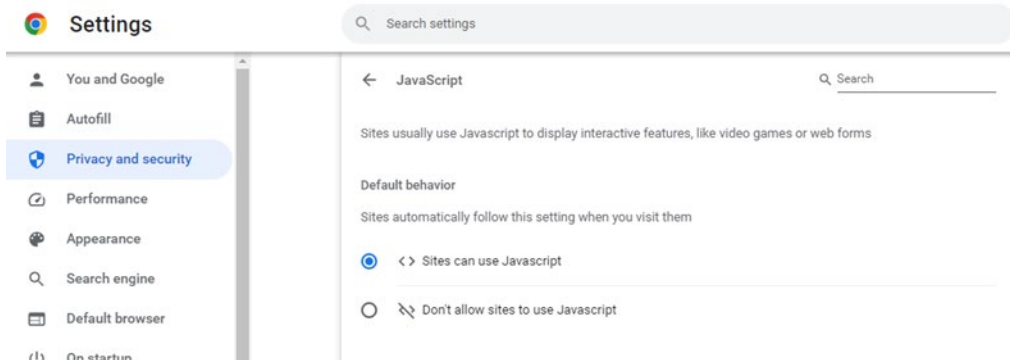 Settings
Search settings
You and Google
Autofill
Privacy and security
Performance
Appearance
Search engine
Default browser
On startup
JavaScript
Search
Sites usually use Javascript to display interactive features, like video games or web forms
Default behavior
Sites automatically follow this setting when you visit them
<> Sites can use Javascript
Don't allow sites to use Javascript